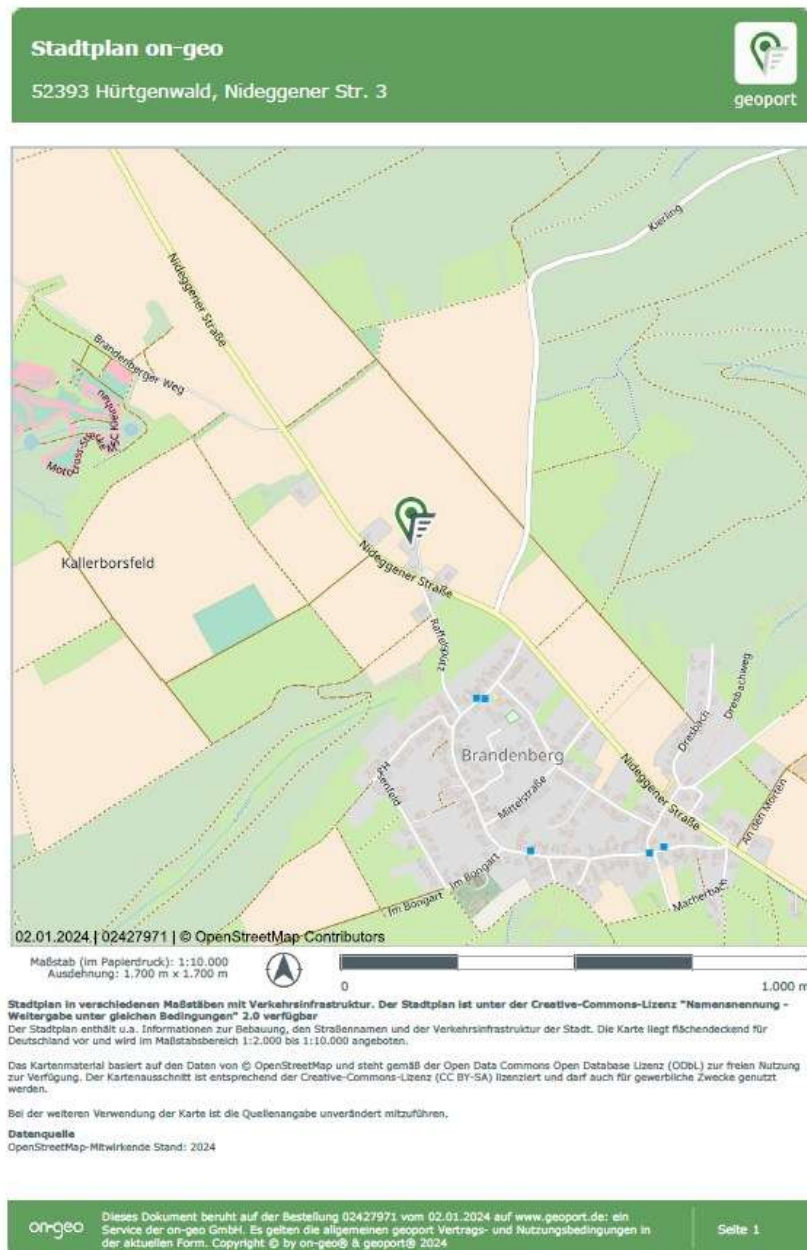 Stadtplan on-geo
52393 Hürtgenwald, Nideggener Str. 3
geoport
Kierling
Nideggener Straße
Brandenberger Weg
Kallerborsfeld
Nideggener Straße
Raffelsbülz
Dresbachweg
Dresbach
Brandenberg
Mittelstraße
Nideggener Straße
An den Morten
Im Bongart
Im Bongart
Macherbach
02.01.2024 | 02427971 | © OpenStreetMap Contributors
Maßstab (im Papierdruck): 1:10.000
Ausdehnung: 1.700 m x 1.700 m
0
1.000 m
Stadtplan in verschiedenen Maßstäben mit Verkehrsinfrastruktur. Der Stadtplan ist unter der Creative-Commons-Lizenz "Namensnennung -
Weitergabe unter gleichen Bedingungen" 2.0 verfügbar
Der Stadtplan enthält u.a. Informationen zur Bebauung, den Straßennamen und der Verkehrsinfrastruktur der Stadt. Die Karte liegt flächendeckend für
Deutschland vor und wird im Maßstabsbereich 1:2.000 bis 1:10.000 angeboten.
Das Kartenmaterial basiert auf den Daten von © OpenStreetMap und steht gemäß der Open Data Commons Open Database Lizenz (ODbL) zur freien Nutzung
zur Verfügung. Der Kartenausschnitt ist entsprechend der Creative-Commons-Lizenz (CC BY-SA) lizenziert und darf auch für gewerbliche Zwecke genutzt
werden.
Bei der weiteren Verwendung der Karte ist die Quellenangabe unverändert mitzuführen.
Datenquelle
OpenStreetMap-Mitwirkende Stand: 2024
on-geo
Dieses Dokument beruht auf der Bestellung 02427971 vom 02.01.2024 auf www.geoport.de: ein
Service der on-geo GmbH. Es gelten die allgemeinen geoport Vertrags- und Nutzungsbedingungen in
der aktuellen Form. Copyright © by on-geo® & geoport® 2024
Seite 1